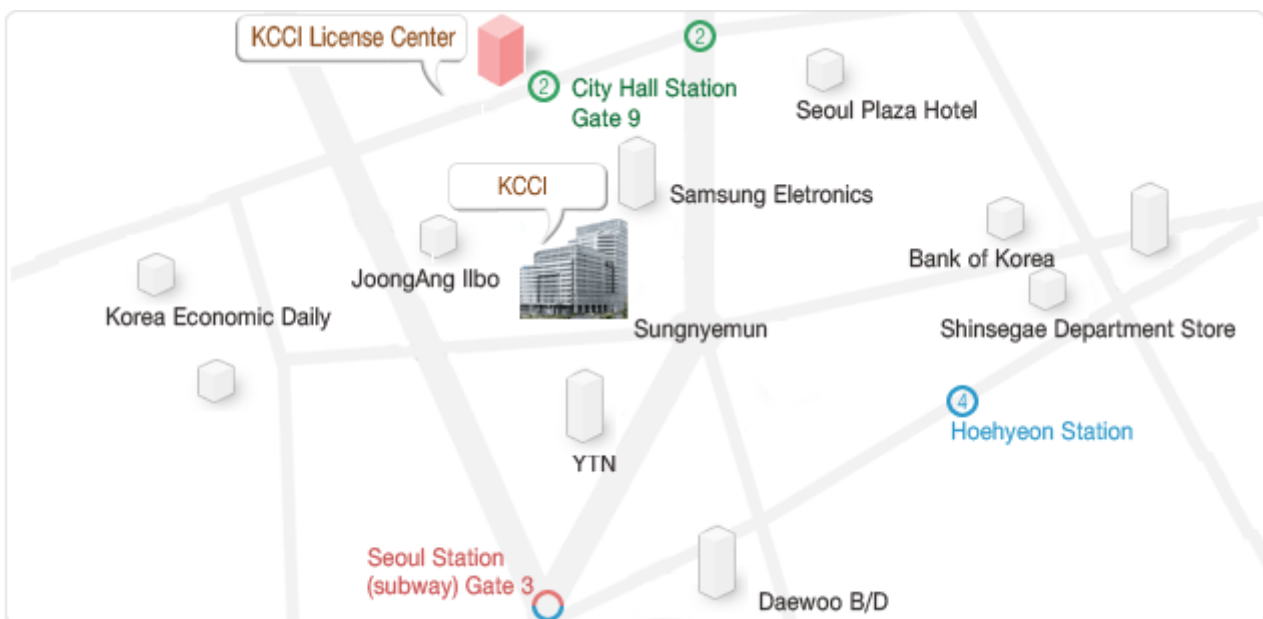 KCCI License Center
2
2
City Hall Station
Gate 9
Seoul Plaza Hotel
KCCI
Samsung Eletronics
JoongAng Ilbo
Bank of Korea
Korea Economic Daily
Sungnyemun
Shinsegae Department Store
4
Hoehyeon Station
YTN
Seoul Station
(subway) Gate 3
Daewoo B/D